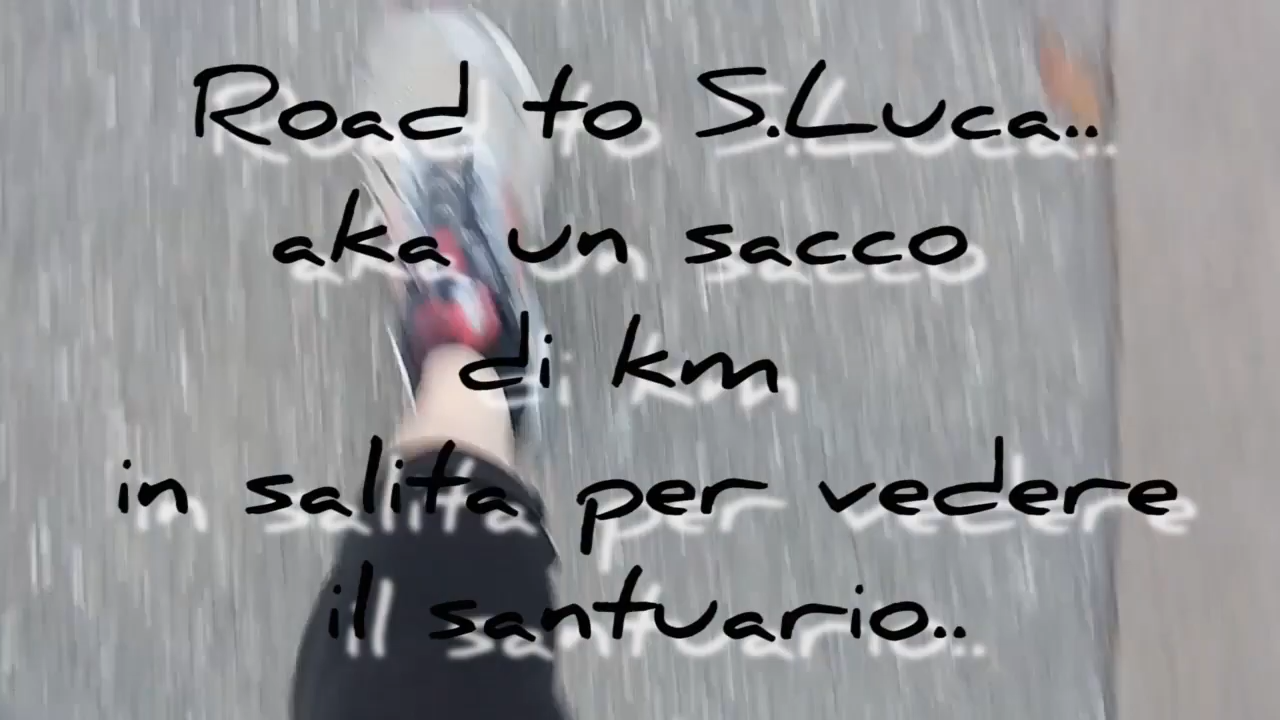 Road to S.Luca..
aka un sacco
di km
in salita per vedere
il santuario..